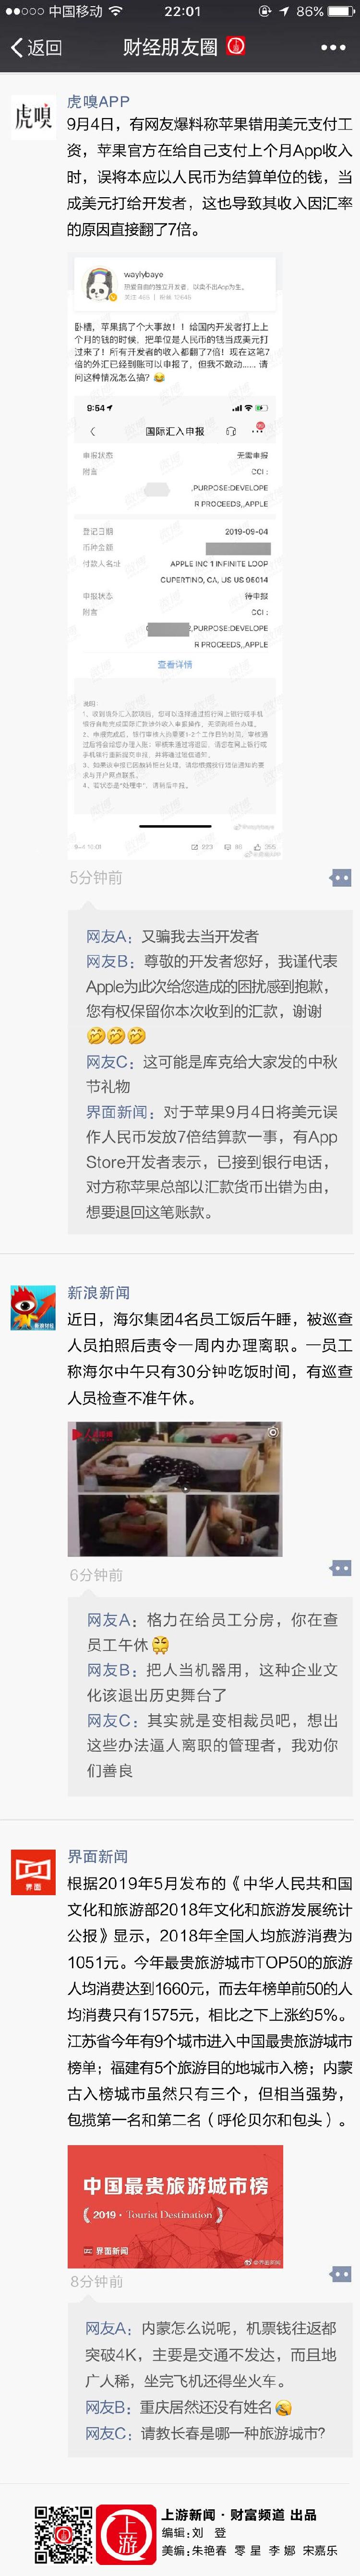 中国移动
22:01
86%
返回
财经朋友圈
虎嗅
虎嗅APP
9月4日，有网友爆料称苹果错用美元支付工
资，苹果官方在给自己支付上个月App收入
时，误将本应以人民币为结算单位的钱，当
成美元打给开发者，这也导致其收入因汇率
的原因直接翻了7倍。
waylybaye
热爱自由的独立开发者，以卖不出App为生。
卧槽，苹果搞了个大事故！！给国内开发者打上上
个月的钱的时候，把单位是人民币的钱当成美元打
过来了！所有开发者的收入都翻了7倍！现在这笔7
倍的外汇已经到账可以申报了，但我不敢动...... 请
问这种情况怎么搞？
9:54
国际汇入申报
申报状态 无需申报
附言 CCI：
,PURPOSE:DEVELOPE
R PROCEEDS,,APPLE
登记日期 2019-09-04
币种金额
付款人名址 APPLE INC 1 INFINITE LOOP
CUPERTINO, CA, US US 95014
申报状态 待申报
附言 CCI：
,PURPOSE:DEVELOPE
R PROCEEDS,,APPLE
查看详情
说明：
5分钟前
网友A：又骗我去当开发者
网友B：尊敬的开发者您好，我谨代表
Apple为此次给您造成的困扰感到抱歉，
您有权保留你本次收到的汇款，谢谢
网友C：这可能是库克给大家发的中秋
节礼物
界面新闻：对于苹果9月4日将美元误
作人民币发放7倍结算款一事，有App
Store开发者表示，已接到银行电话，
对方称苹果总部以汇款货币出错为由，
想要退回这笔账款。
新浪新闻
近日，海尔集团4名员工饭后午睡，被巡查
人员拍照后责令一周内办理离职。一员工
称海尔中午只有30分钟吃饭时间，有巡查
人员检查不准午休。
6分钟前
网友A：格力在给员工分房，你在查
员工午休
网友B：把人当机器用，这种企业文
化该退出历史舞台了
网友C：其实就是变相裁员吧，想出
这些办法逼人离职的管理者，我劝你
们善良
界面
界面新闻
根据2019年5月发布的《中华人民共和国
文化和旅游部2018年文化和旅游发展统计
公报》显示，2018年全国人均旅游消费为
1051元。今年最贵旅游城市TOP50的旅游
人均消费达到1660元，而去年榜单前50的人
均消费只有1575元，相比之下上涨约5%。
江苏省今年有9个城市进入中国最贵旅游城市
榜单；福建有5个旅游目的地城市入榜；内蒙
古入榜城市虽然只有三个，但相当强势，
包揽第一名和第二名（呼伦贝尔和包头）。
中国最贵旅游城市榜
《2019 · Tourist Destination》
界面新闻
@界面新闻
8分钟前
网友A：内蒙怎么说呢，机票钱往返都
突破4K，主要是交通不发达，而且地
广人稀，坐完飞机还得坐火车。
网友B：重庆居然还没有姓名
网友C：请教长春是哪一种旅游城市?
上游
上游新闻·财富频道 出品
编辑:刘 登
美编:朱艳春 零 星 李 娜 宋嘉乐